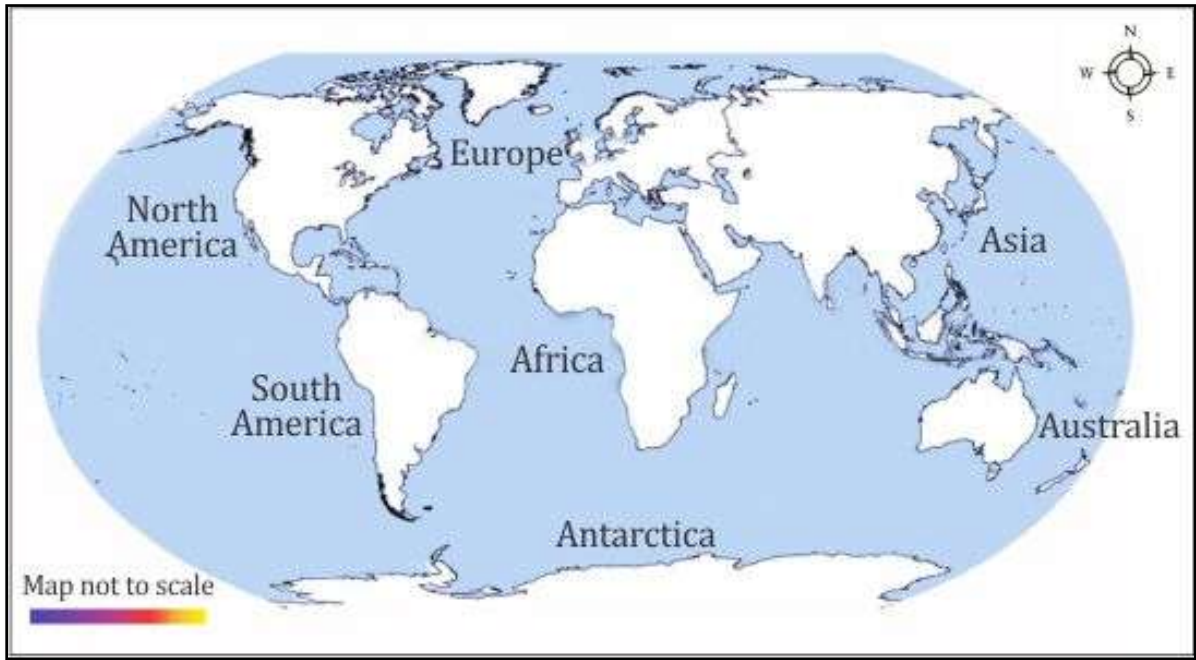 N
W E
S
Europe
North
America
Asia
Africa
South
America
Australia
Antarctica
Map not to scale